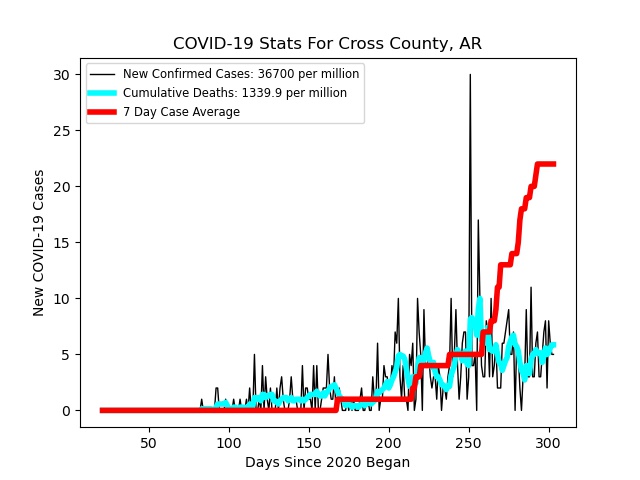 COVID-19 Stats For Cross County, AR
New Confirmed Cases: 36700 per million
Cumulative Deaths: 1339.9 per million
7 Day Case Average
New COVID-19 Cases
30
25
20
15
10
5
0
50 100 150 200 250 300
Days Since 2020 Began